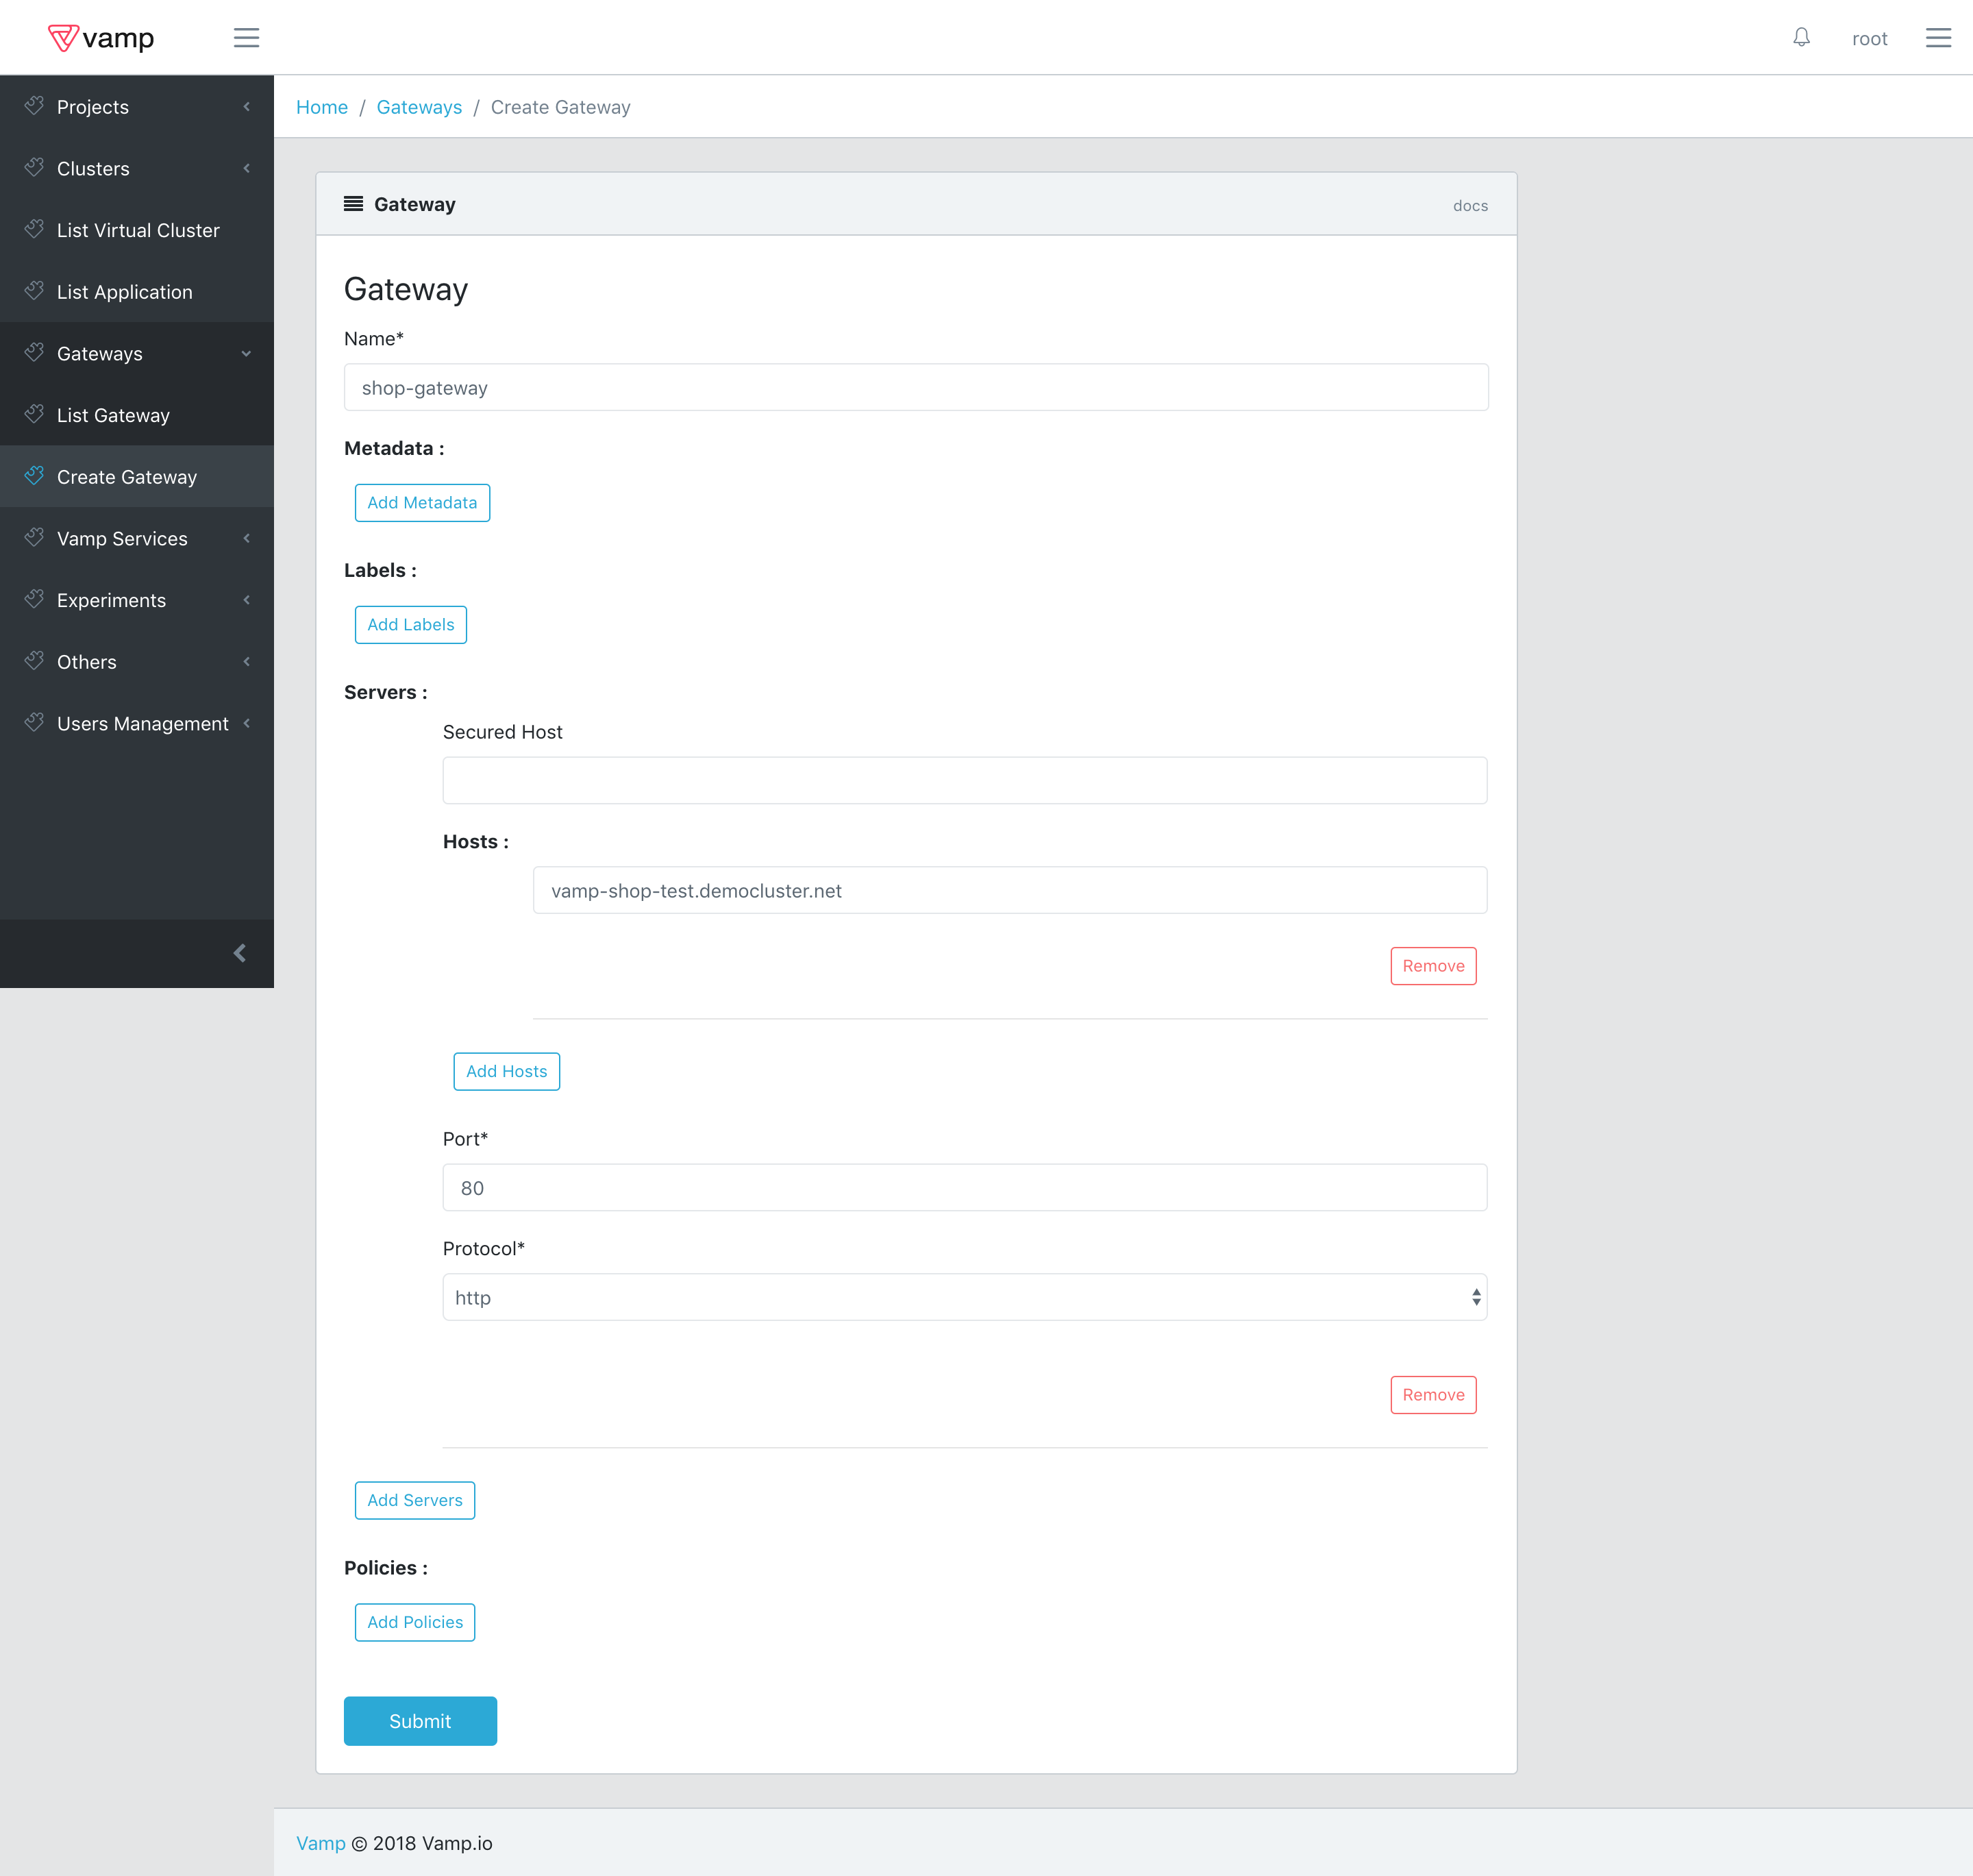 vamp
root
Projects
Clusters
List Virtual Cluster
List Application
Gateways
List Gateway
Create Gateway
Vamp Services
Experiments
Others
Users Management
Home / Gateways / Create Gateway
Gateway
docs
Gateway
Name*
shop-gateway
Metadata :
Add Metadata
Labels :
Add Labels
Servers :
Secured Host
Hosts :
vamp-shop-test.democluster.net
Remove
Add Hosts
Port*
80
Protocol*
http
Remove
Add Servers
Policies :
Add Policies
Submit
Vamp © 2018 Vamp.io